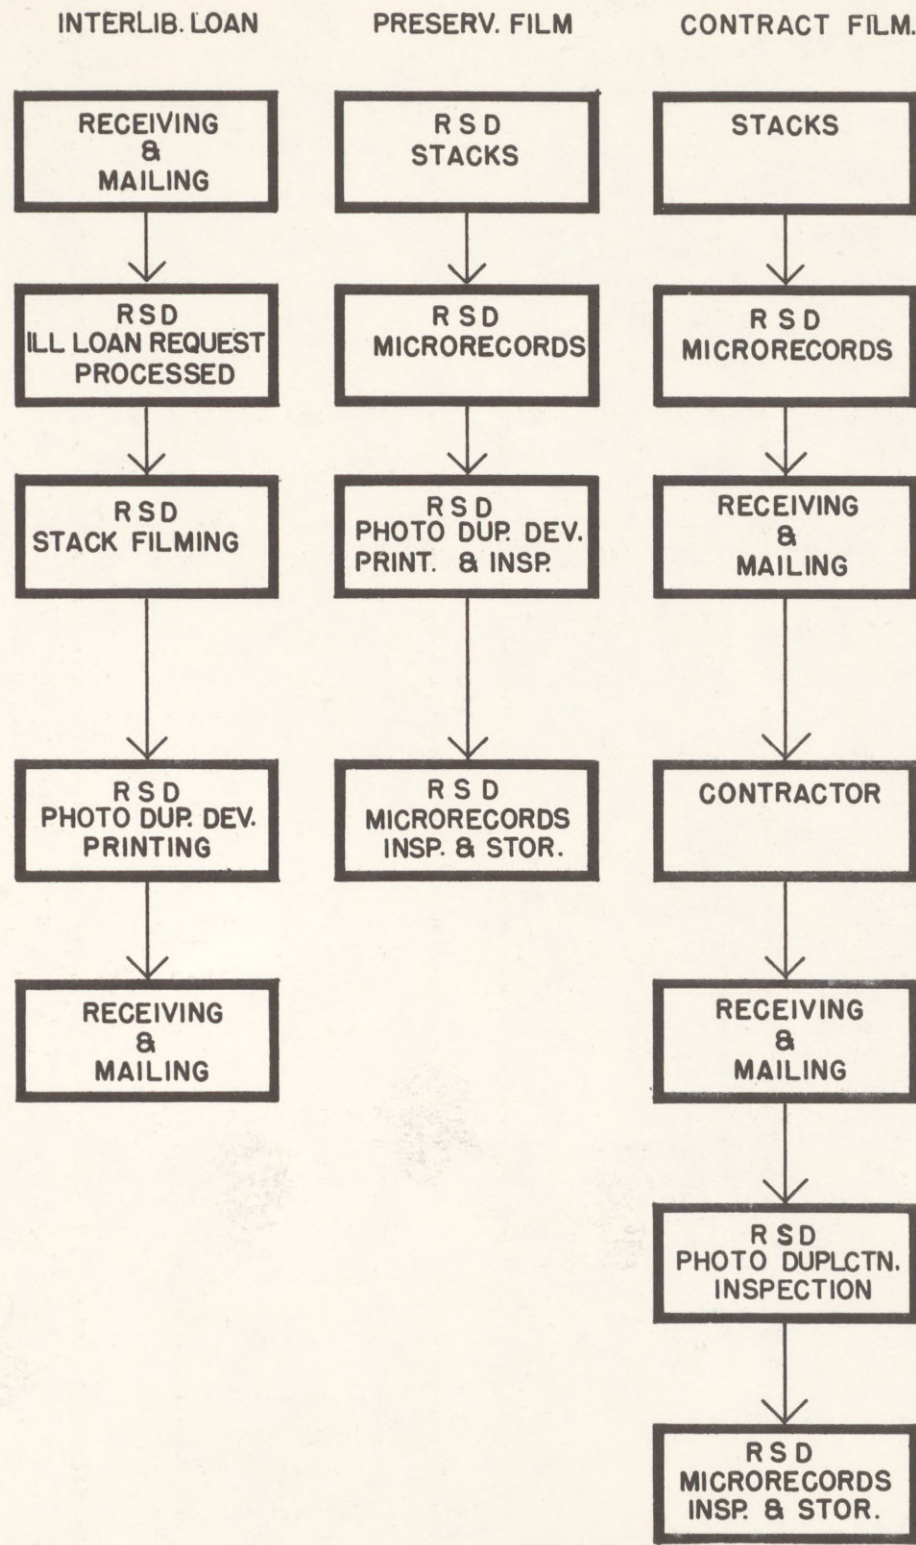 INTERLIB. LOAN
RECEIVING
&
MAILING
RSD
ILL LOAN REQUEST
PROCESSED
RSD
STACK FILMING
RSD
PHOTO DUP. DEV.
PRINTING
RECEIVING
&
MAILING
PRESERV. FILM
RSD
STACKS
RSD
MICRORECORDS
RSD
PHOTO DUP. DEV.
PRINT. & INSP.
RSD
MICRORECORDS
INSP. & STOR.
CONTRACT FILM.
STACKS
RSD
MICRORECORDS
RECEIVING
&
MAILING
CONTRACTOR
RECEIVING
&
MAILING
RSD
PHOTO DUPLCTN.
INSPECTION
RSD
MICRORECORDS
INSP. & STOR.